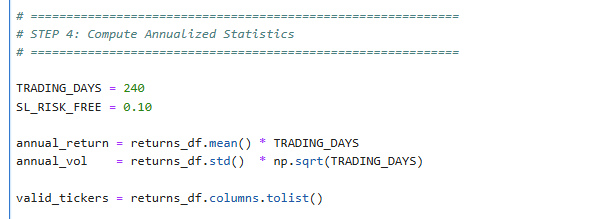 # ============================================================
# STEP 4: Compute Annualized Statistics
# ============================================================
TRADING_DAYS = 240
SL_RISK_FREE = 0.10
annual_return = returns_df.mean() * TRADING_DAYS
annual_vol    = returns_df.std()  * np.sqrt(TRADING_DAYS)
valid_tickers = returns_df.columns.tolist()